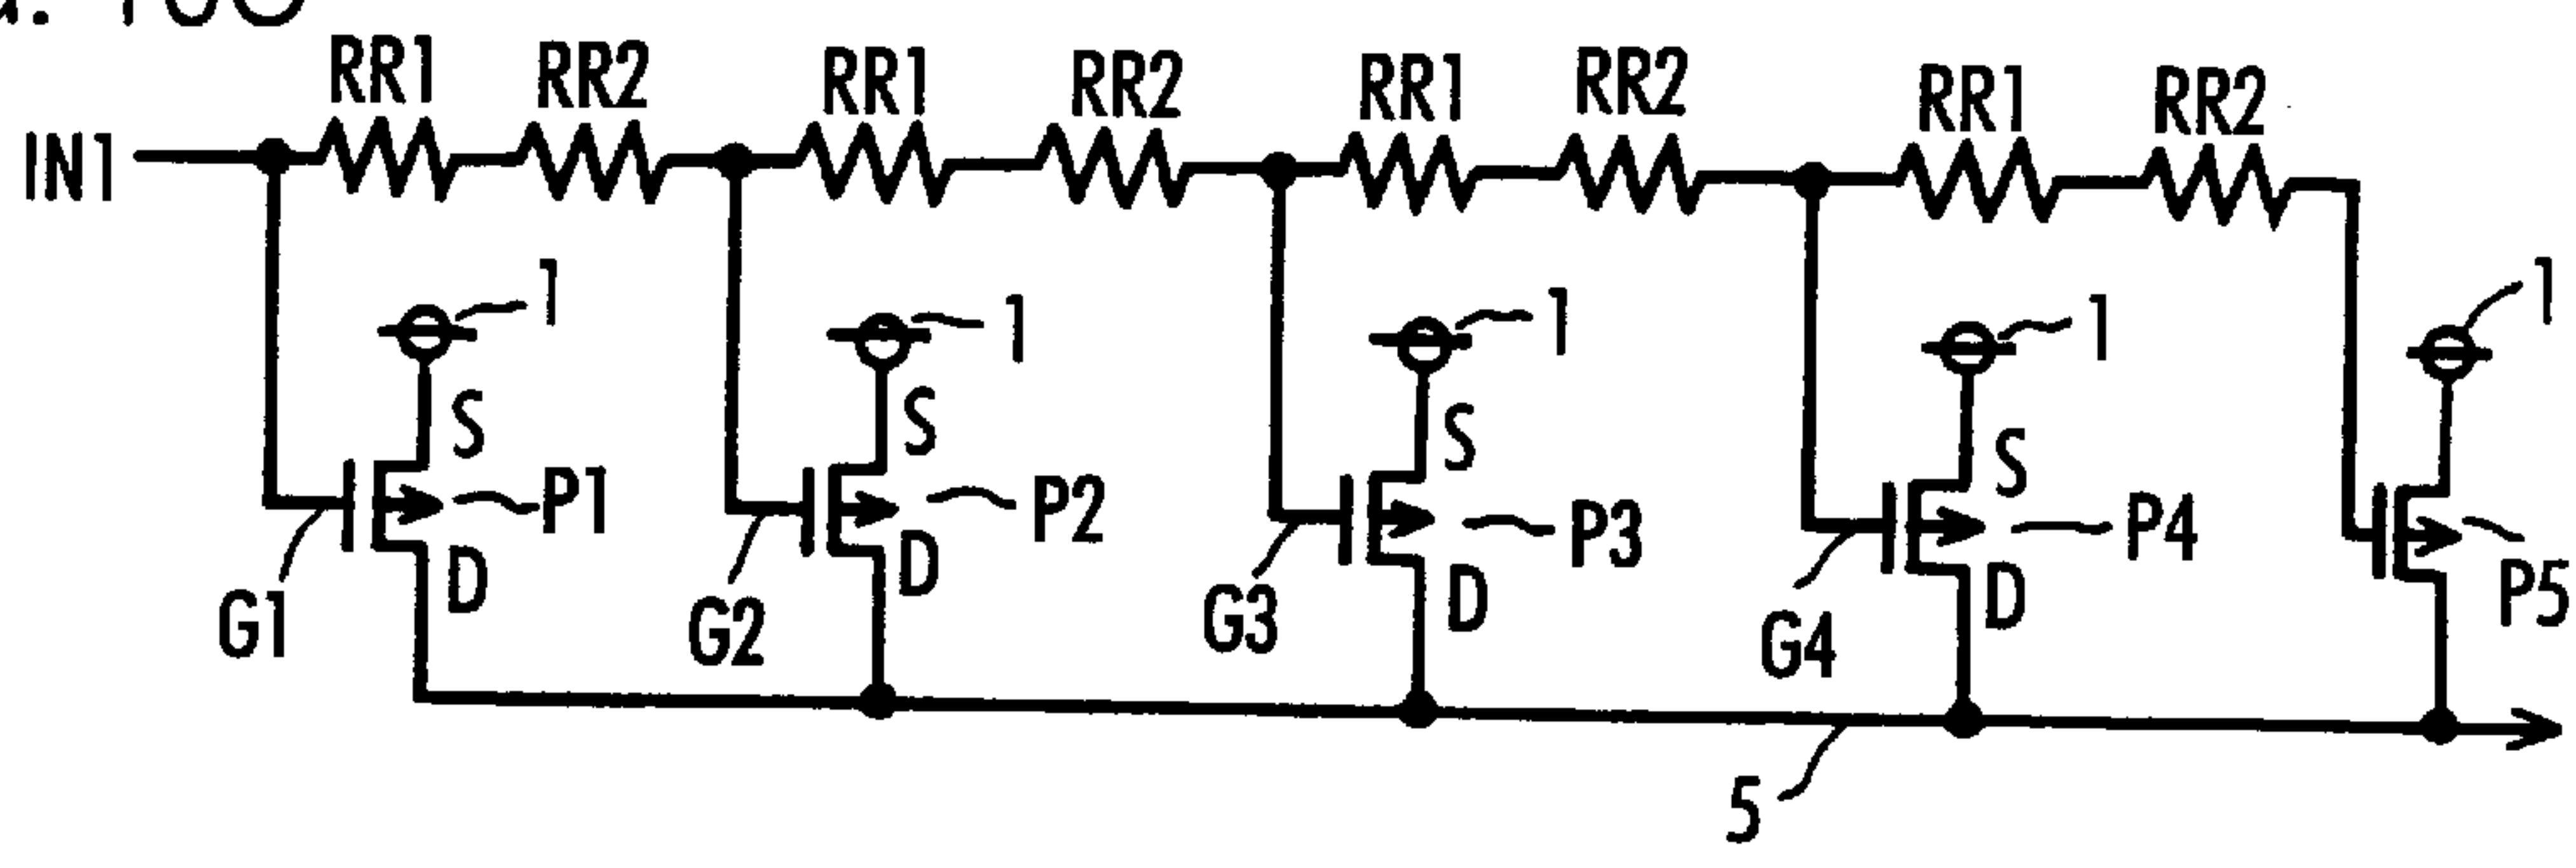 RR1 RR2 RR1 RR2 RR1 RR2 RR1 RR2
IN1
1 1 1 1 1
S S S S
P1 P2 P3 P4 P5
D D D D
G1 G2 G3 G4
5